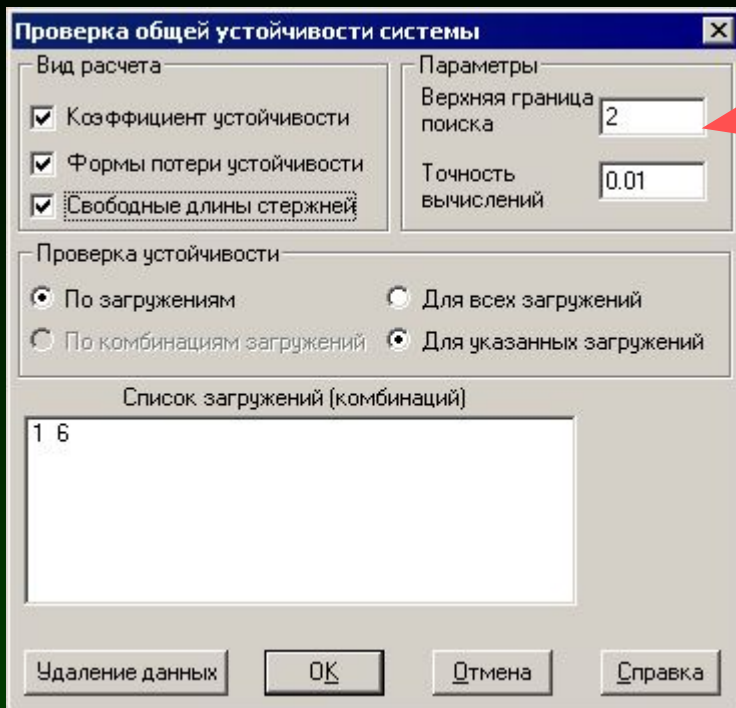 Проверка общей устойчивости системы
Вид расчета
Коэффициент устойчивости
Формы потери устойчивости
Свободные длины стержней
Параметры
Верхняя граница поиска 2
Точность вычислений 0.01
Проверка устойчивости
По загружениям
Для всех загружений
По комбинациям загружений
Для указанных загружений
Список загружений (комбинаций)
1 6
Удаление данных
OK
Отмена
Справка